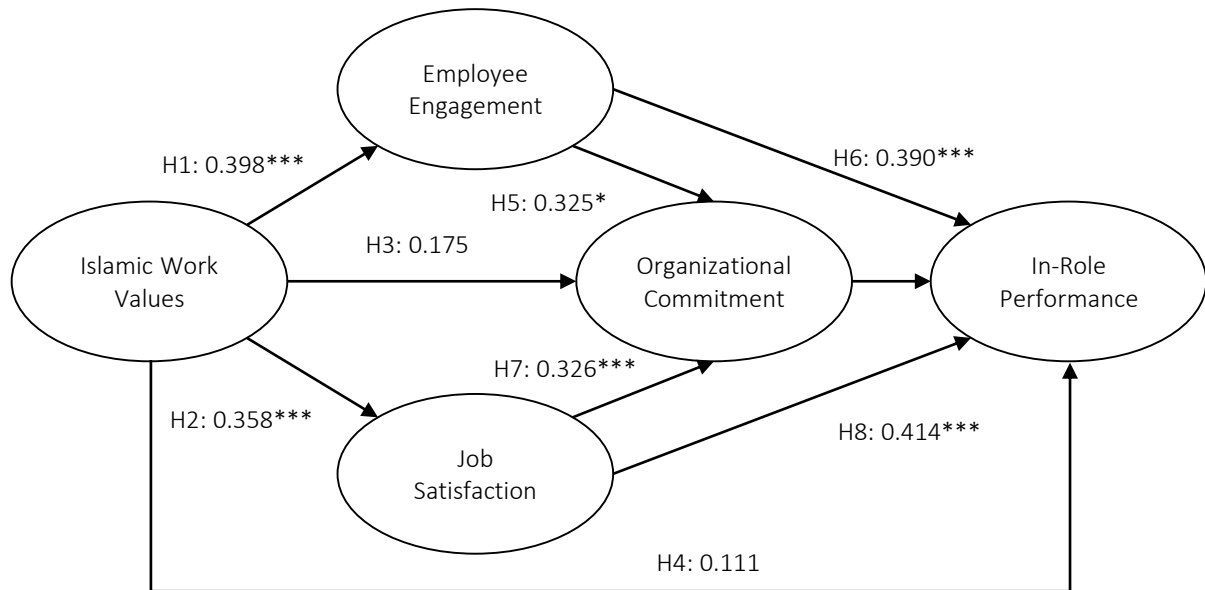 Employee
Engagement
H1: 0.398***
H6: 0.390***
H5: 0.325*
H3: 0.175
Islamic Work
Values
Organizational
Commitment
In-Role
Performance
H7: 0.326***
H2: 0.358***
H8: 0.414***
Job
Satisfaction
H4: 0.111